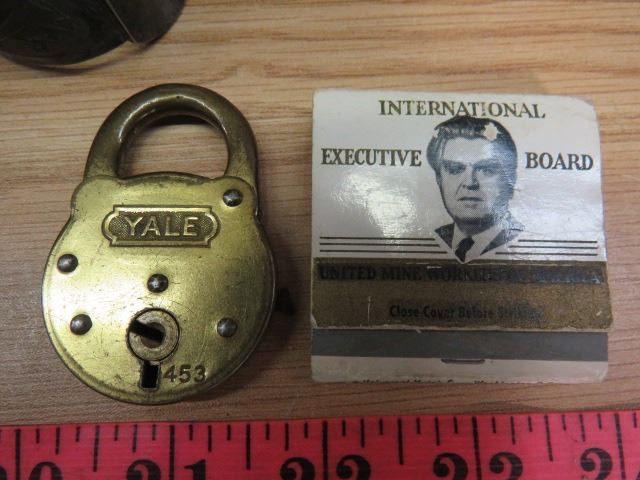 YALE
453
INTERNATIONAL
EXECUTIVE BOARD
UNITED MINE WORKERS OF AMERICA
Close Cover Before Striking